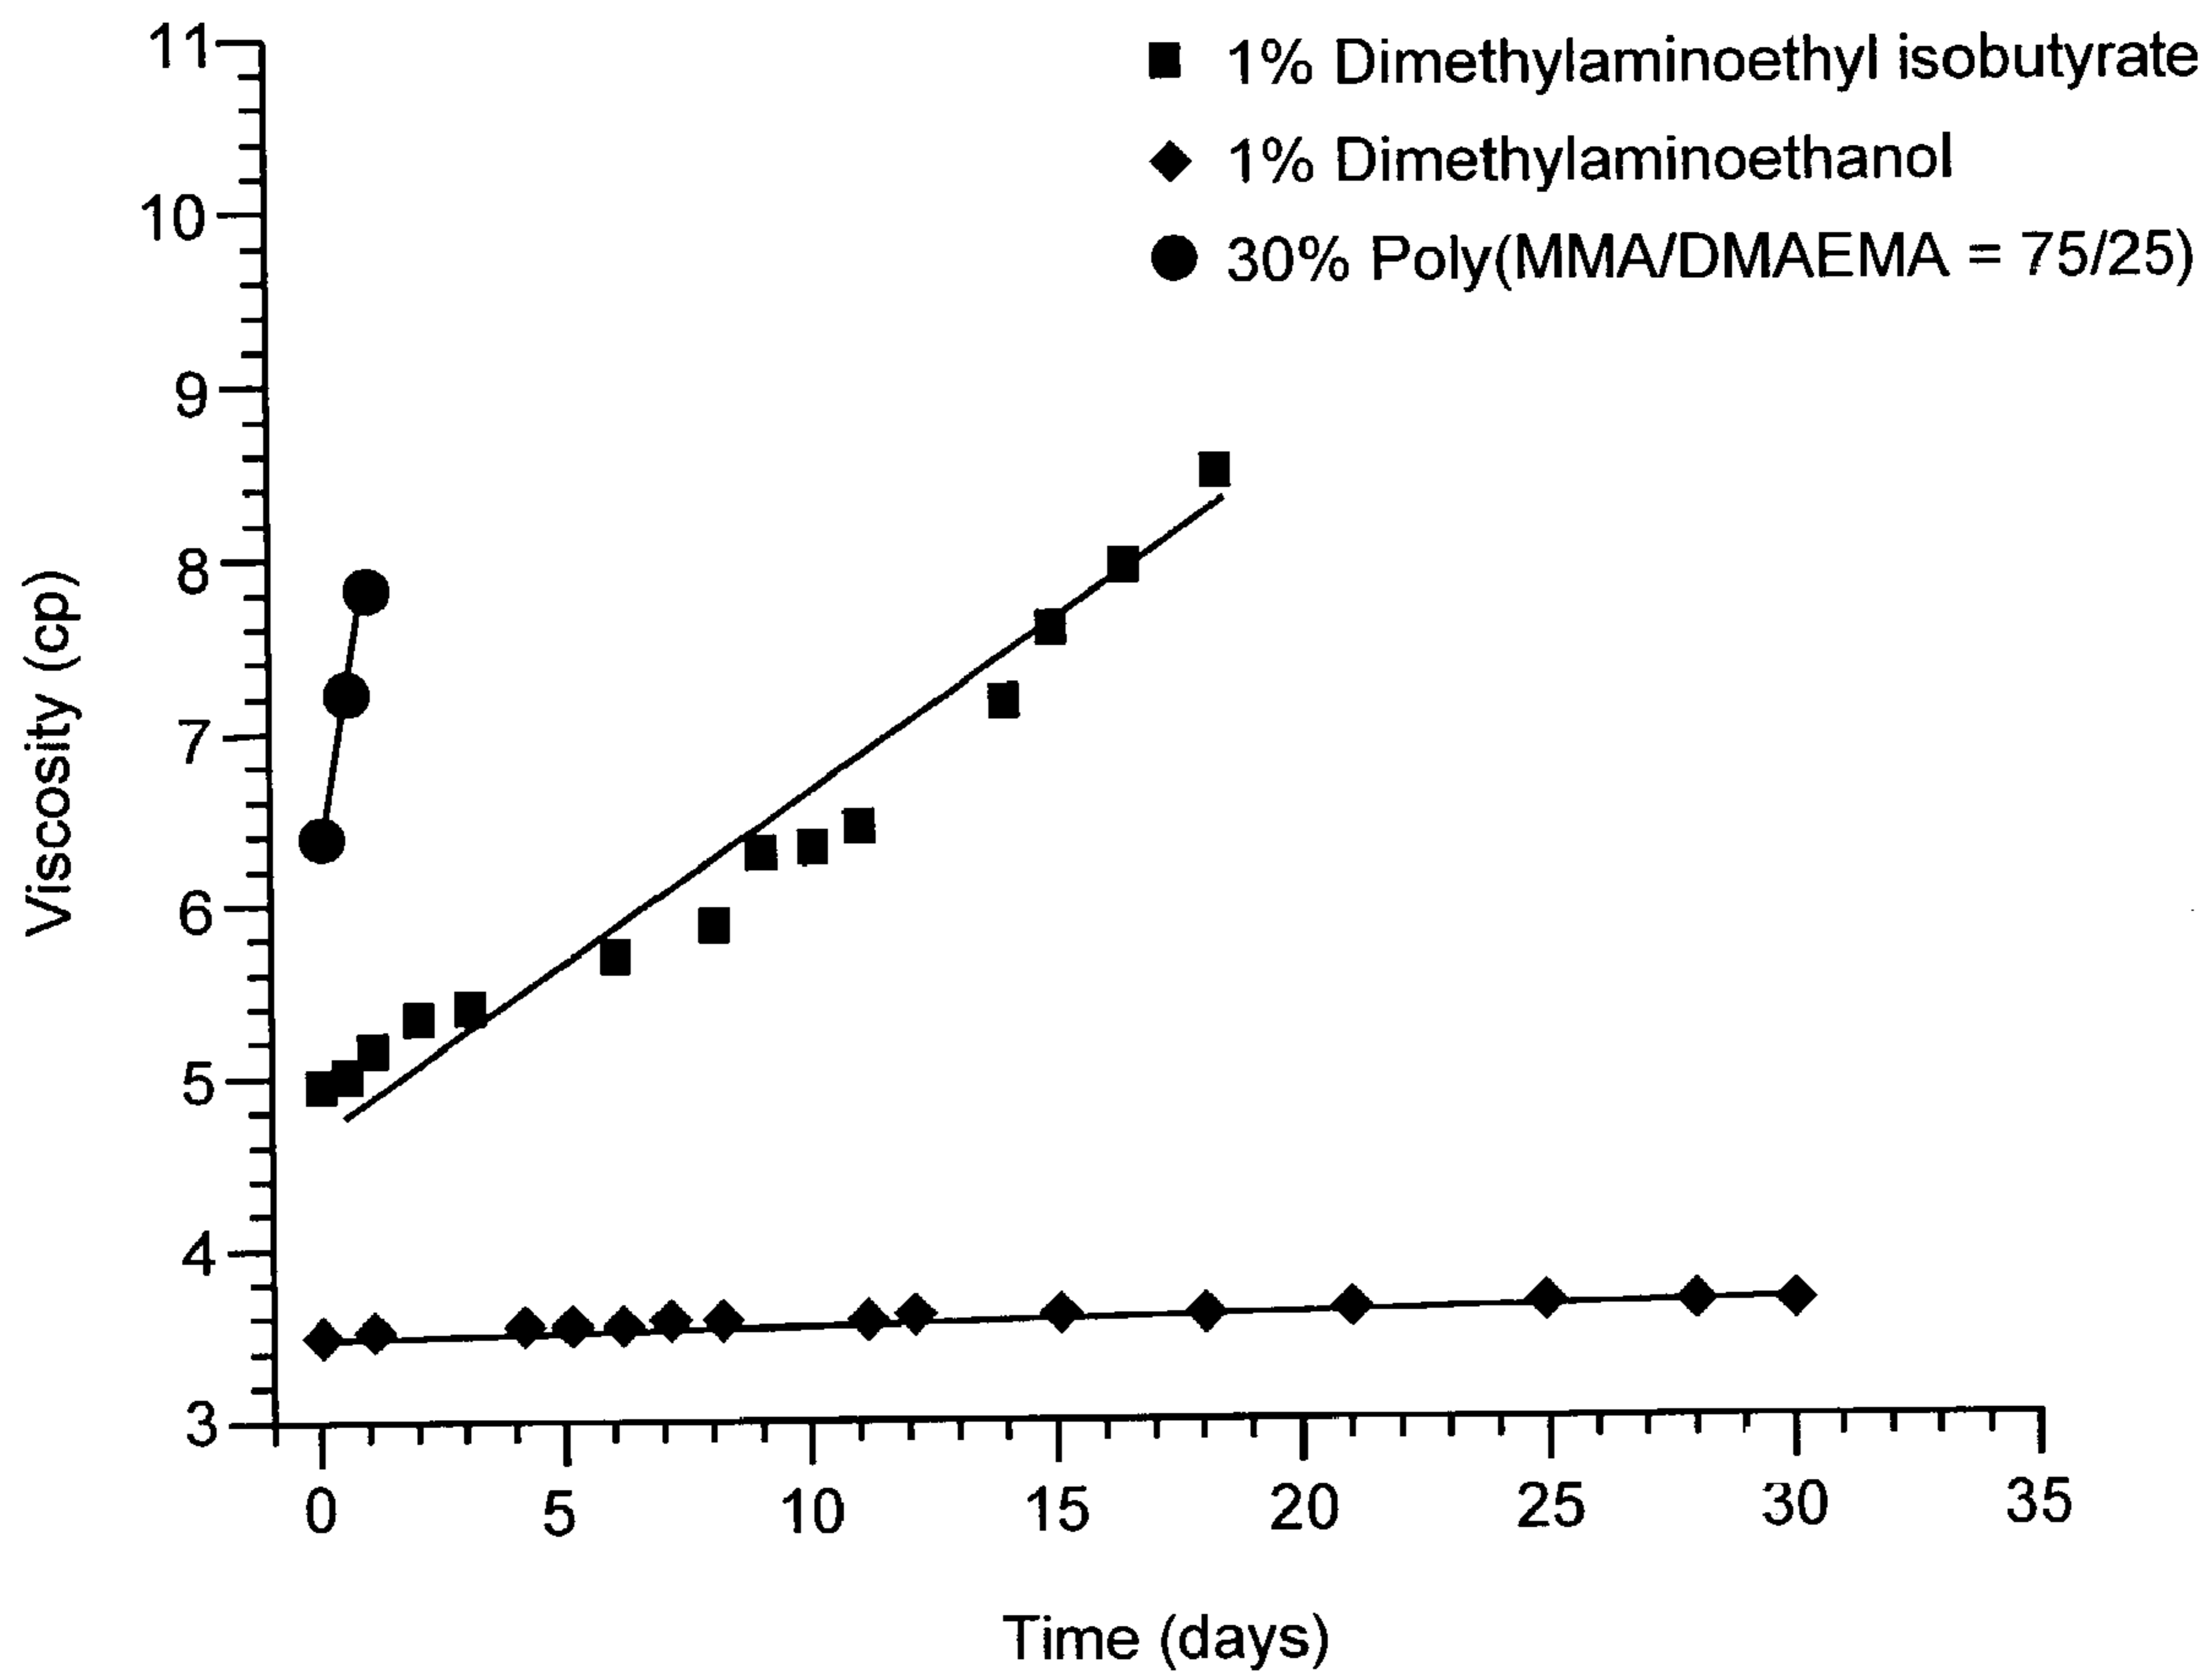 11
10
9
8
7
6
5
4
3
Viscosity (cp)
1% Dimethylaminoethyl isobutyrate
1% Dimethylaminoethanol
30% Poly(MMA/DMAEMA = 75/25)
0 5 10 15 20 25 30 35
Time (days)